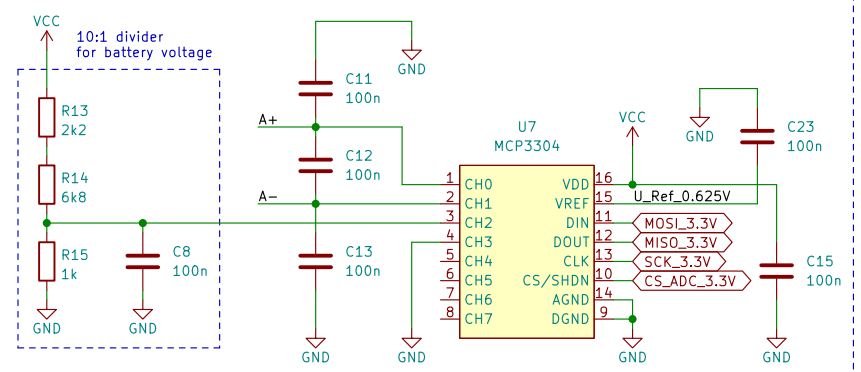 VCC
10:1 divider
for battery voltage
R13
2k2
R14
6k8
R15
1k
C8
100n
GND
GND
GND
C11
100n
A+
C12
100n
A-
C13
100n
GND
GND
U7
MCP3304
1 CH0
2 CH1
3 CH2
4 CH3
5 CH4
6 CH5
7 CH6
8 CH7
VDD 16
VREF 15
DIN 11
DOUT 12
CLK 13
CS/SHDN 10
AGND 14
DGND 9
VCC
U_Ref_0.625V
MOSI_3.3V
MISO_3.3V
SCK_3.3V
CS_ADC_3.3V
GND
GND
C23
100n
C15
100n
GND